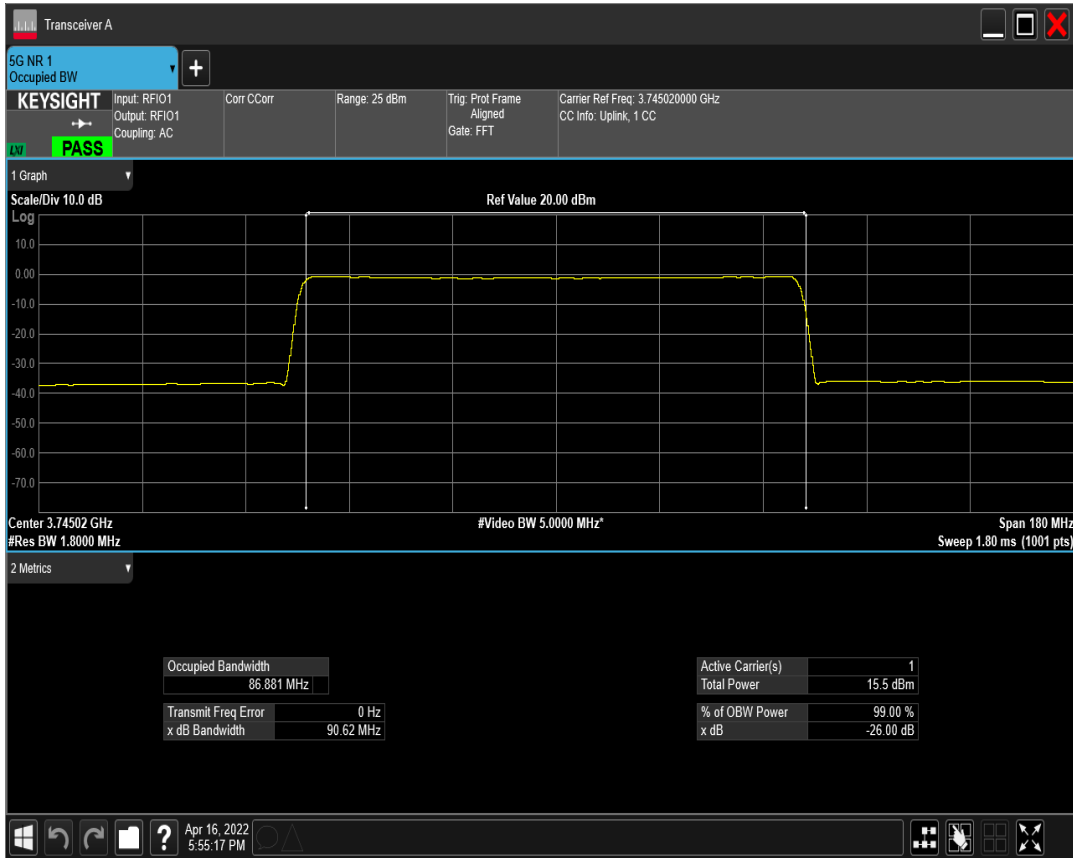 Transceiver A
5G NR 1
Occupied BW
KEYSIGHT
LXI
PASS
Input: RFIO1
Output: RFIO1
Coupling: AC
Corr CCorr
Range: 25 dBm
Trig: Prot Frame
Aligned
Gate: FFT
Carrier Ref Freq: 3.745020000 GHz
CC Info: Uplink, 1 CC
1 Graph
Scale/Div 10.0 dB
Ref Value 20.00 dBm
Log
10.0
0.00
-10.0
-20.0
-30.0
-40.0
-50.0
-60.0
-70.0
Center 3.74502 GHz
#Video BW 5.0000 MHz*
Span 180 MHz
#Res BW 1.8000 MHz
Sweep 1.80 ms (1001 pts)
2 Metrics
Occupied Bandwidth
86.881 MHz
Transmit Freq Error 0 Hz
x dB Bandwidth 90.62 MHz
Active Carrier(s) 1
Total Power 15.5 dBm
% of OBW Power 99.00 %
x dB -26.00 dB
?
Apr 16, 2022
5:55:17 PM